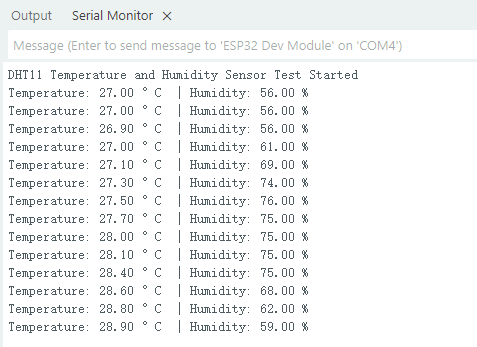 Output Serial Monitor ×
Message (Enter to send message to 'ESP32 Dev Module' on 'COM4')
DHT11 Temperature and Humidity Sensor Test Started
Temperature: 27.00 ° C | Humidity: 56.00 %
Temperature: 27.00 ° C | Humidity: 56.00 %
Temperature: 26.90 ° C | Humidity: 56.00 %
Temperature: 27.00 ° C | Humidity: 61.00 %
Temperature: 27.10 ° C | Humidity: 69.00 %
Temperature: 27.30 ° C | Humidity: 74.00 %
Temperature: 27.50 ° C | Humidity: 76.00 %
Temperature: 27.70 ° C | Humidity: 75.00 %
Temperature: 28.00 ° C | Humidity: 75.00 %
Temperature: 28.10 ° C | Humidity: 75.00 %
Temperature: 28.40 ° C | Humidity: 75.00 %
Temperature: 28.60 ° C | Humidity: 68.00 %
Temperature: 28.80 ° C | Humidity: 62.00 %
Temperature: 28.90 ° C | Humidity: 59.00 %